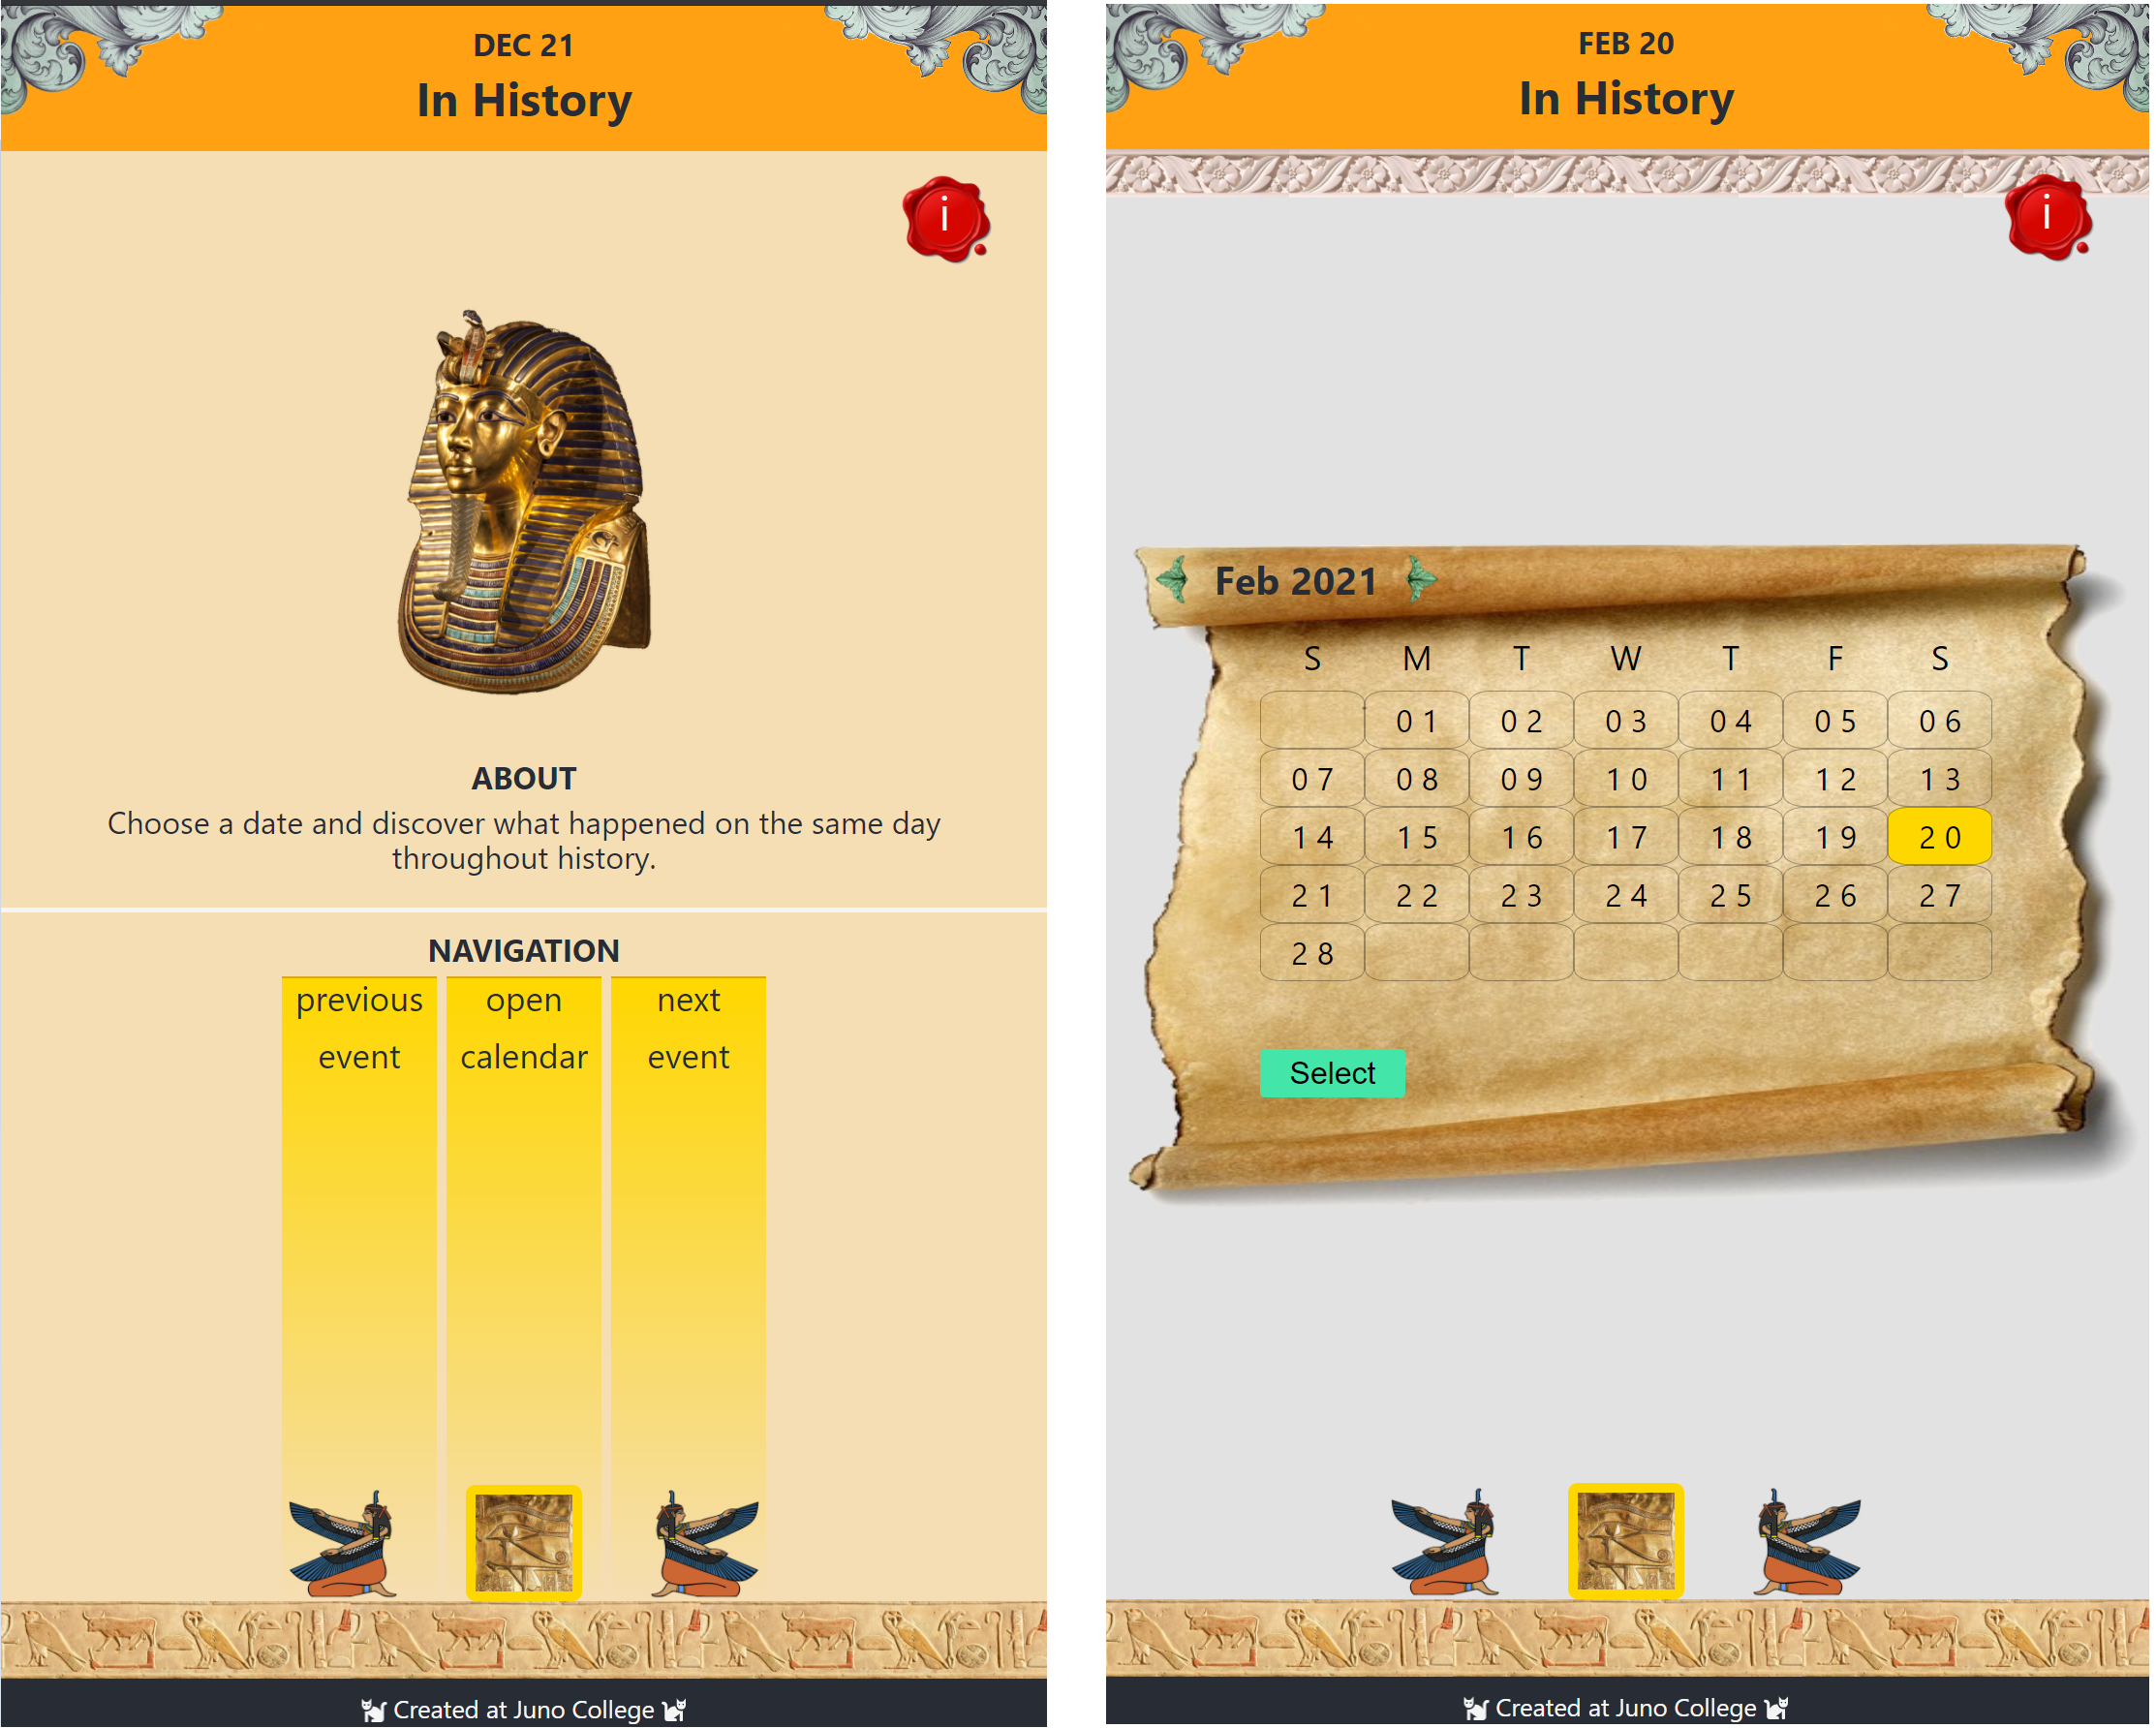 DEC 21
In History
i
ABOUT
Choose a date and discover what happened on the same day
throughout history.
NAVIGATION
previous open next
event calendar event
Created at Juno College
FEB 20
In History
i
Feb 2021
S M T W T F S
01 02 03 04 05 06
07 08 09 10 11 12 13
14 15 16 17 18 19 20
21 22 23 24 25 26 27
28
Select
Created at Juno College